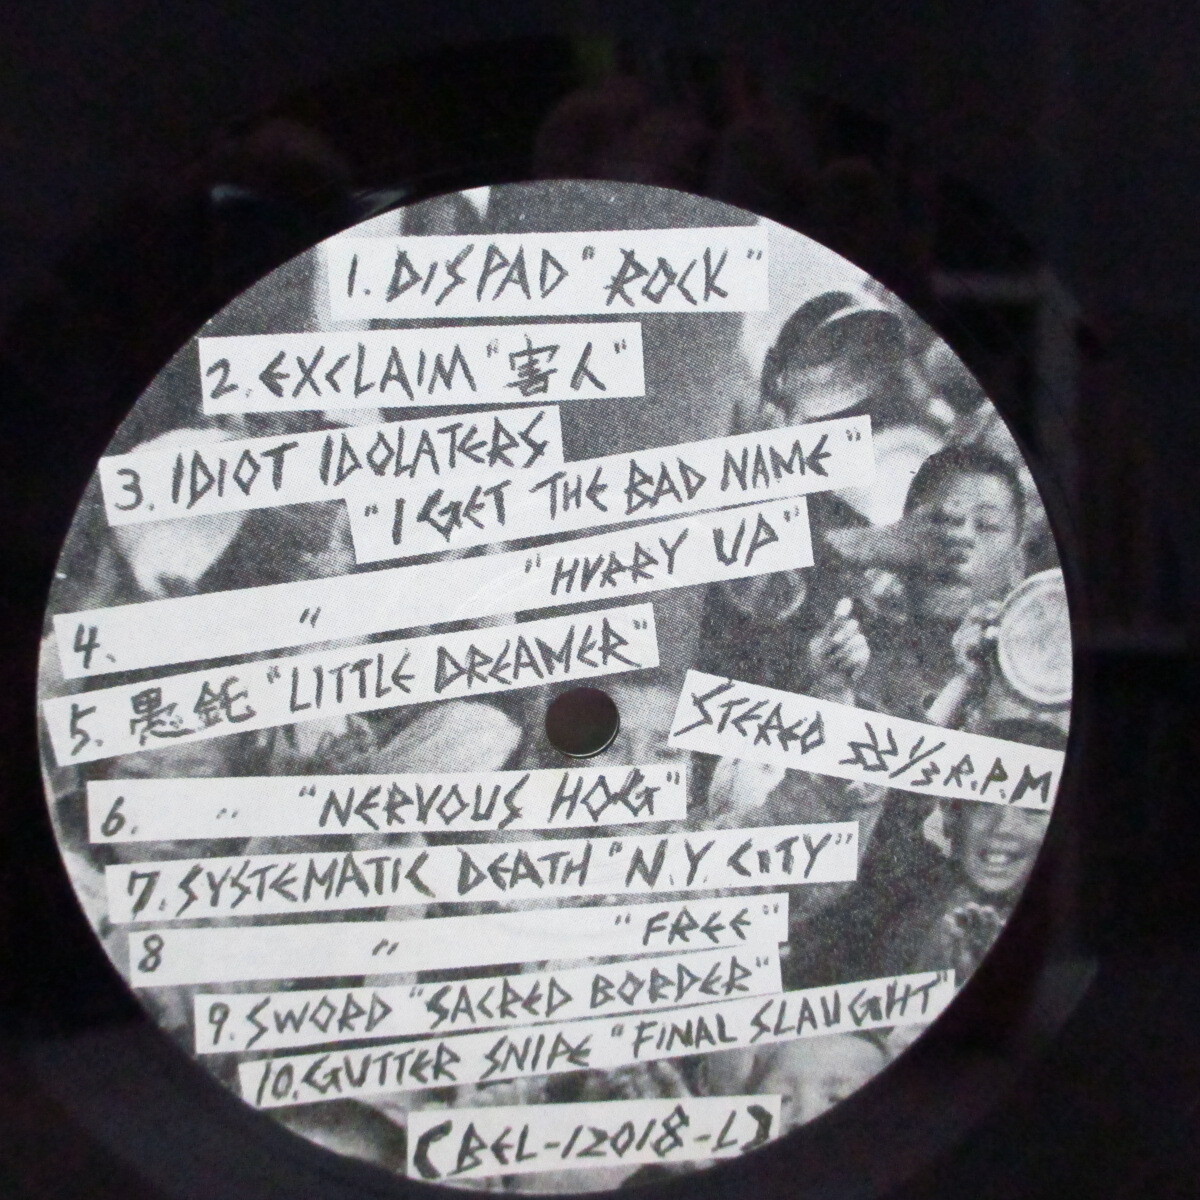 1. DISPAD "ROCK"
2. EXCLAIM "害人"
3. IDIOT IDOLATERS
"I GET THE BAD NAME"
4. " "HURRY UP"
5. 愚鈍 "LITTLE DREAMER"
6. " "NERVOUS HOG"
7. SYSTEMATIC DEATH "N.Y. CITY"
8 " "FREE"
9. SWORD "SACRED BORDER"
10. GUTTER SNIPE "FINAL SLAUGHT"
STEREO 33 1/3 R.P.M
(BEL-12018-L)